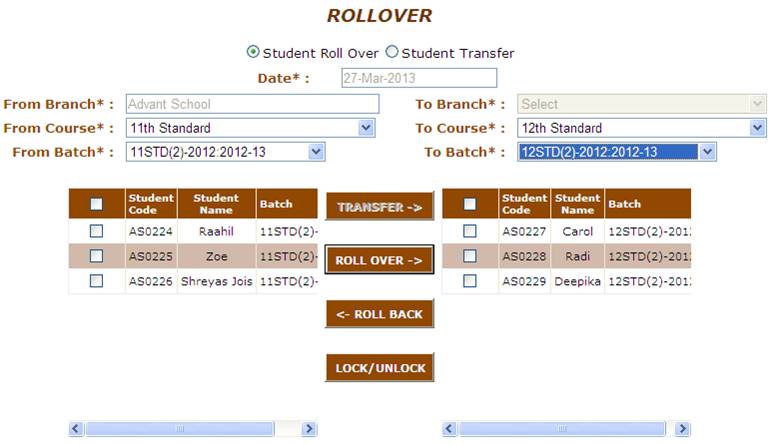 ROLLOVER
Student Roll Over Student Transfer
Date* : 27-Mar-2013
From Branch* : Advant School To Branch* : Select
From Course* : 11th Standard To Course* : 12th Standard
From Batch* : 11STD(2)-2012:2012-13 To Batch* : 12STD(2)-2012:2012-13
Student Code Student Name Batch
AS0224 Raahil 11STD(2)-
AS0225 Zoe 11STD(2)-
AS0226 Shreyas Jois 11STD(2)-
TRANSFER ->
ROLL OVER ->
<- ROLL BACK
LOCK/UNLOCK
Student Code Student Name Batch
AS0227 Carol 12STD(2)-201
AS0228 Radi 12STD(2)-201
AS0229 Deepika 12STD(2)-201